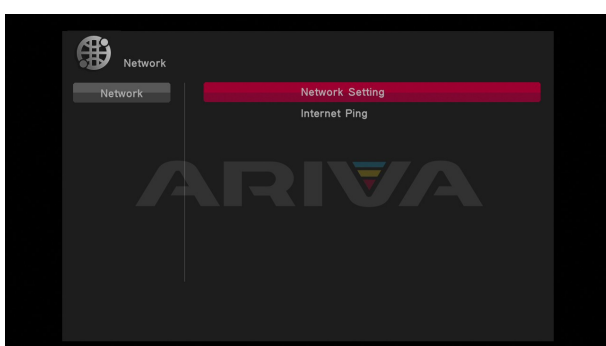 Network
Network
Network Setting
Internet Ping
ARIVA